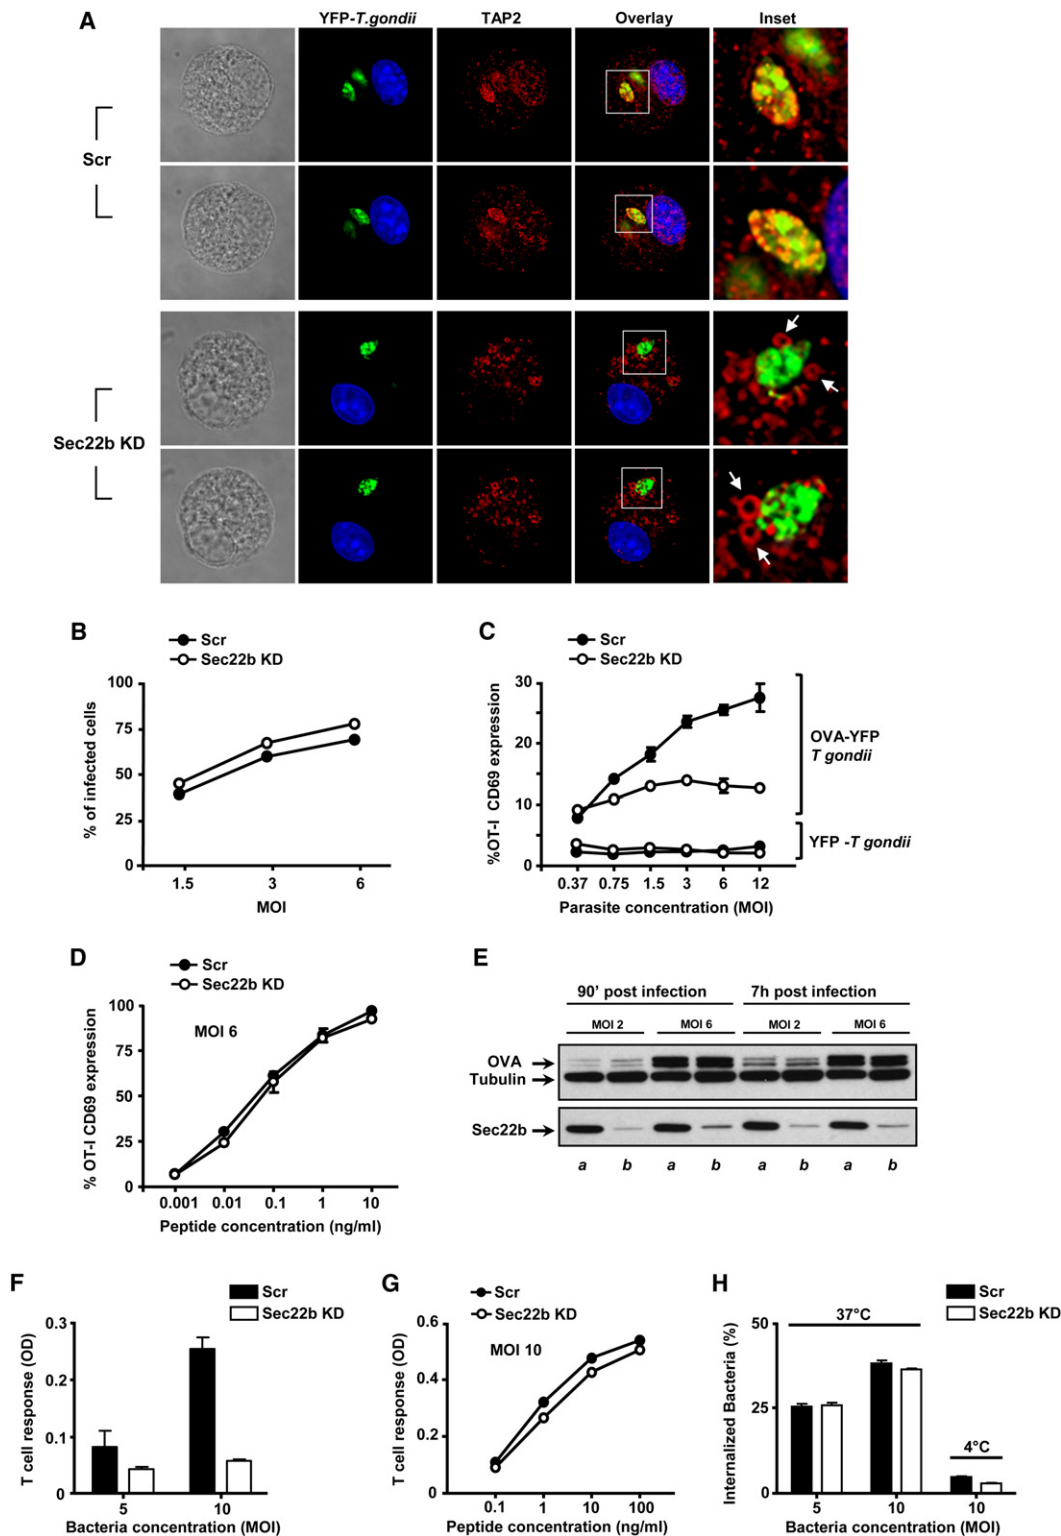 A
YFP-T.gondii TAP2 Overlay Inset
Scr
Sec22b KD
B
Scr
Sec22b KD
% of infected cells
100
75
50
25
0
1.5 3 6
MOI
C
Scr
Sec22b KD
%OT-I CD69 expression
30
20
10
0
0.37 0.75 1.5 3 6 12
Parasite concentration (MOI)
OVA-YFP
T gondii
YFP -T gondii
D
Scr
Sec22b KD
MOI 6
% OT-I CD69 expression
100
75
50
25
0
0.001 0.01 0.1 1 10
Peptide concentration (ng/ml)
E
90' post infection 7h post infection
MOI 2 MOI 6 MOI 2 MOI 6
OVA
Tubulin
Sec22b
a b a b a b a b
F
Scr
Sec22b KD
T cell response (OD)
0.3
0.2
0.1
0
5 10
Bacteria concentration (MOI)
G
Scr
Sec22b KD
MOI 10
T cell response (OD)
0.6
0.4
0.2
0
0.1 1 10 100
Peptide concentration (ng/ml)
H
Scr
Sec22b KD
37°C
4°C
Internalized Bacteria (%)
50
25
0
5 10 10
Bacteria concentration (MOI)